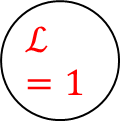 ℒ
= 1